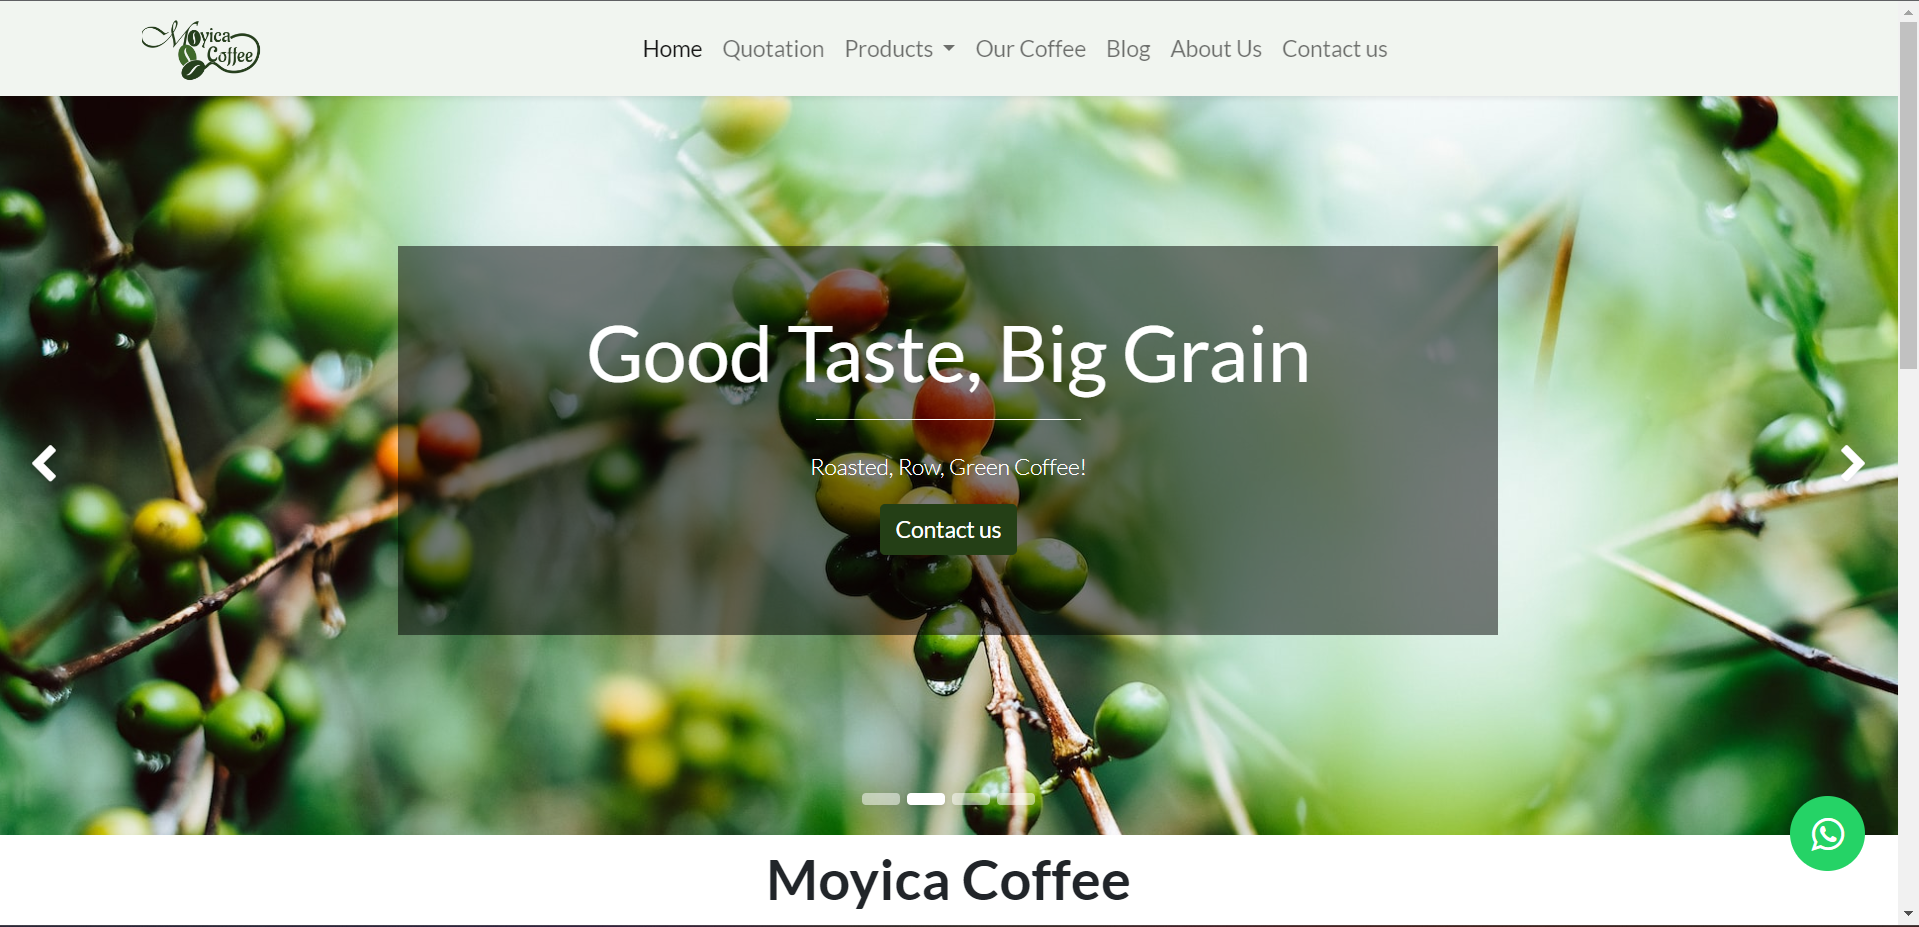 Moyica
Coffee
Home Quotation Products Our Coffee Blog About Us Contact us
Good Taste, Big Grain
Roasted, Row, Green Coffee!
Contact us
Moyica Coffee